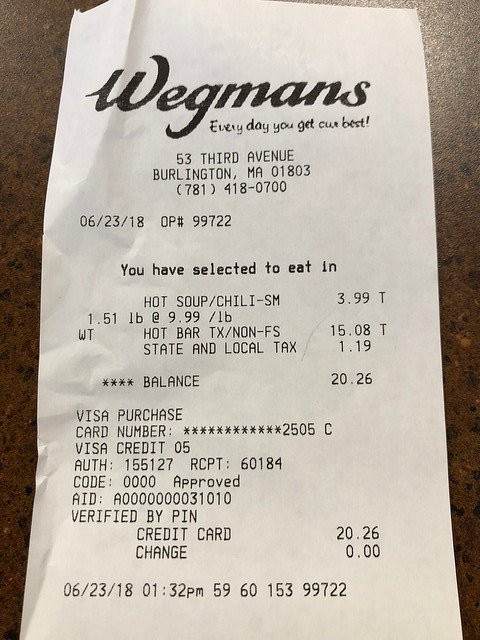 Wegmans
Every day you get our best!
53 THIRD AVENUE
BURLINGTON, MA 01803
(781) 418-0700
06/23/18 OP# 99722
You have selected to eat in
HOT SOUP/CHILI-SM 3.99 T
1.51 lb @ 9.99 /lb
WT HOT BAR TX/NON-FS 15.08 T
STATE AND LOCAL TAX 1.19
**** BALANCE 20.26
VISA PURCHASE
CARD NUMBER: ************2505 C
VISA CREDIT 05
AUTH: 155127 RCPT: 60184
CODE: 0000 Approved
AID: A0000000031010
VERIFIED BY PIN
CREDIT CARD 20.26
CHANGE 0.00
06/23/18 01:32pm 59 60 153 99722